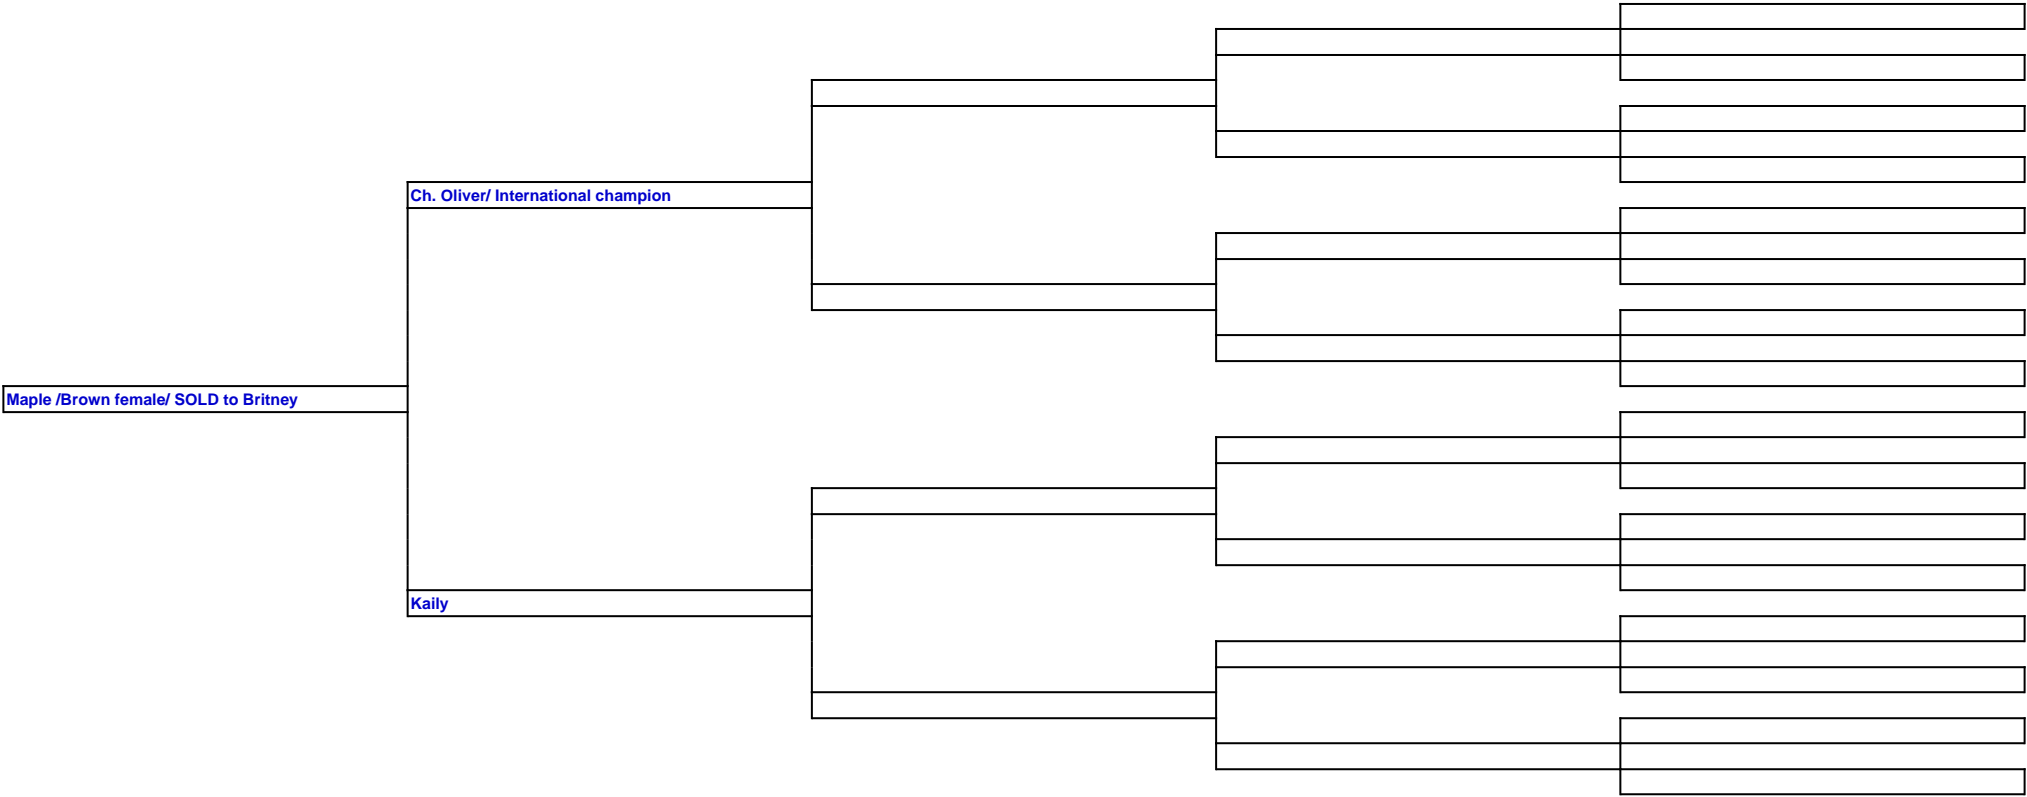 Ch. Oliver/ International champion
Maple /Brown female/ SOLD to Britney
Kaily